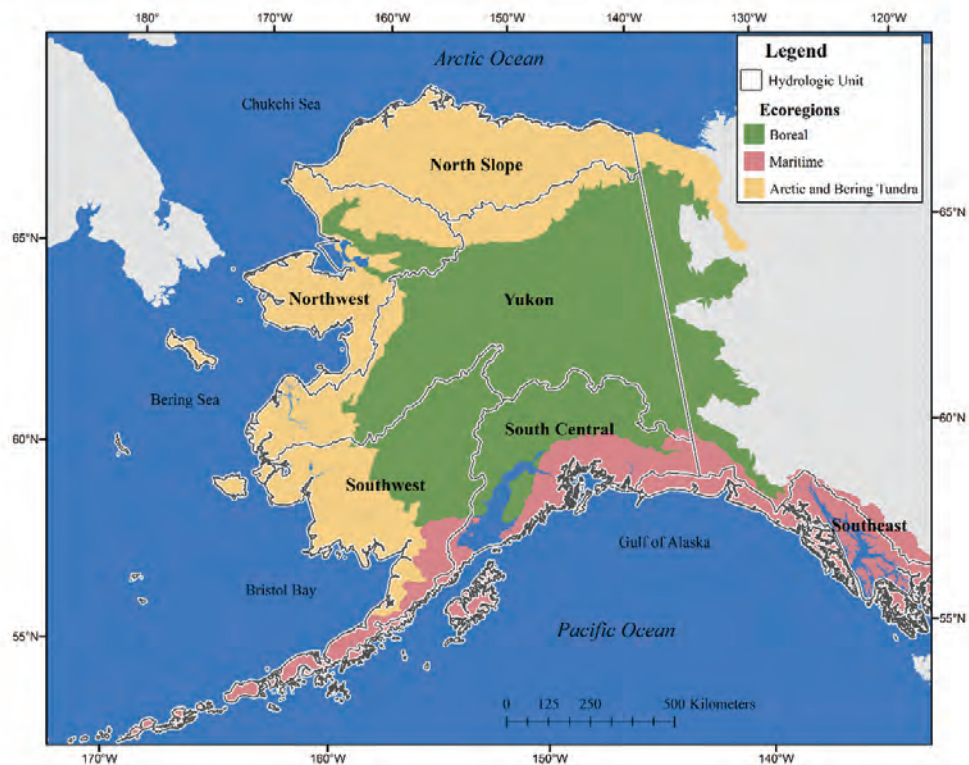 180° 170°W 160°W 150°W 140°W 130°W 120°W
Arctic Ocean
Chukchi Sea
Legend
Hydrologic Unit
Ecoregions
Boreal
Maritime
Arctic and Bering Tundra
North Slope
65°N 65°N
Northwest
Yukon
Bering Sea
60°N 60°N
South Central
Southwest
Southeast
Gulf of Alaska
Bristol Bay
55°N 55°N
Pacific Ocean
0 125 250 500 Kilometers
170°W 160°W 150°W 140°W